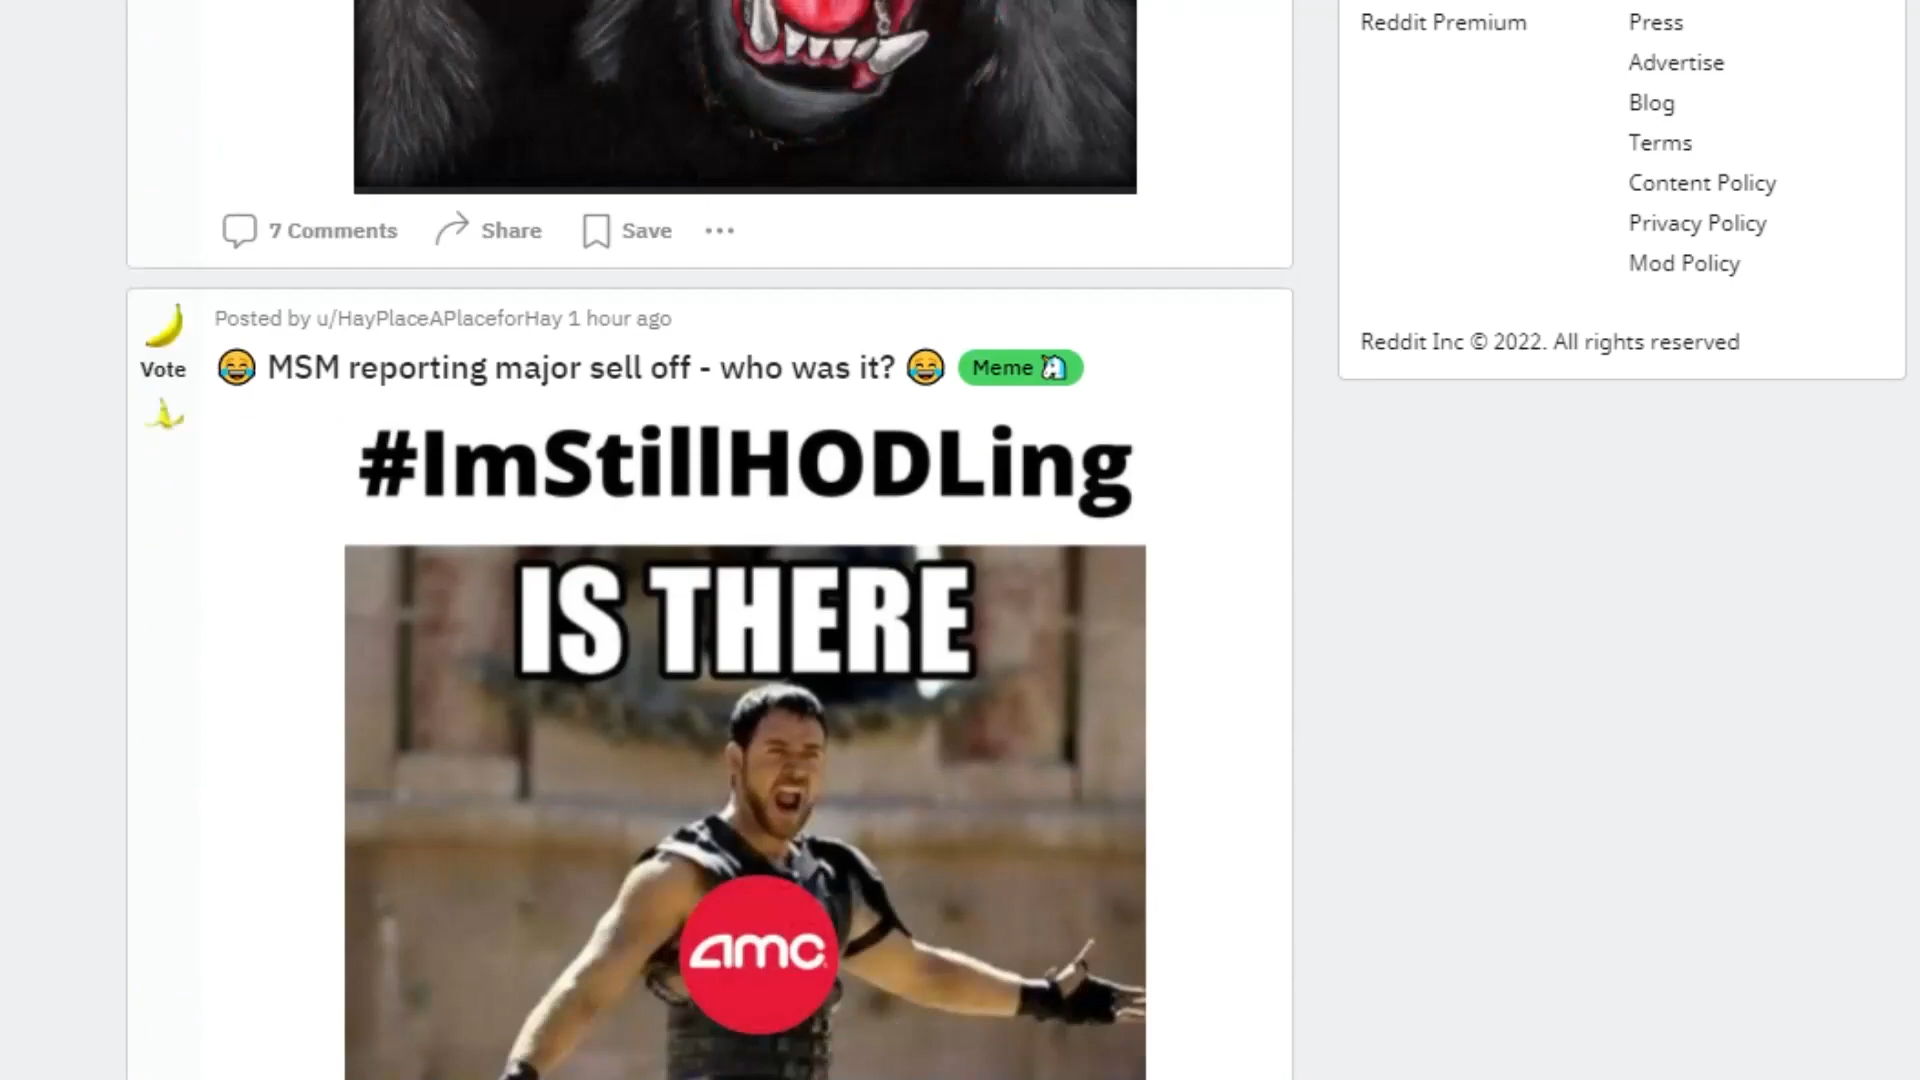 Reddit Premium
Press
Advertise
Blog
Terms
Content Policy
Privacy Policy
Mod Policy
Reddit Inc © 2022. All rights reserved
7 Comments
Share
Save
Vote
Posted by u/HayPlaceAPlaceforHay 1 hour ago
😂 MSM reporting major sell off - who was it? 😂 Meme
#ImStillHODLing
IS THERE
amc